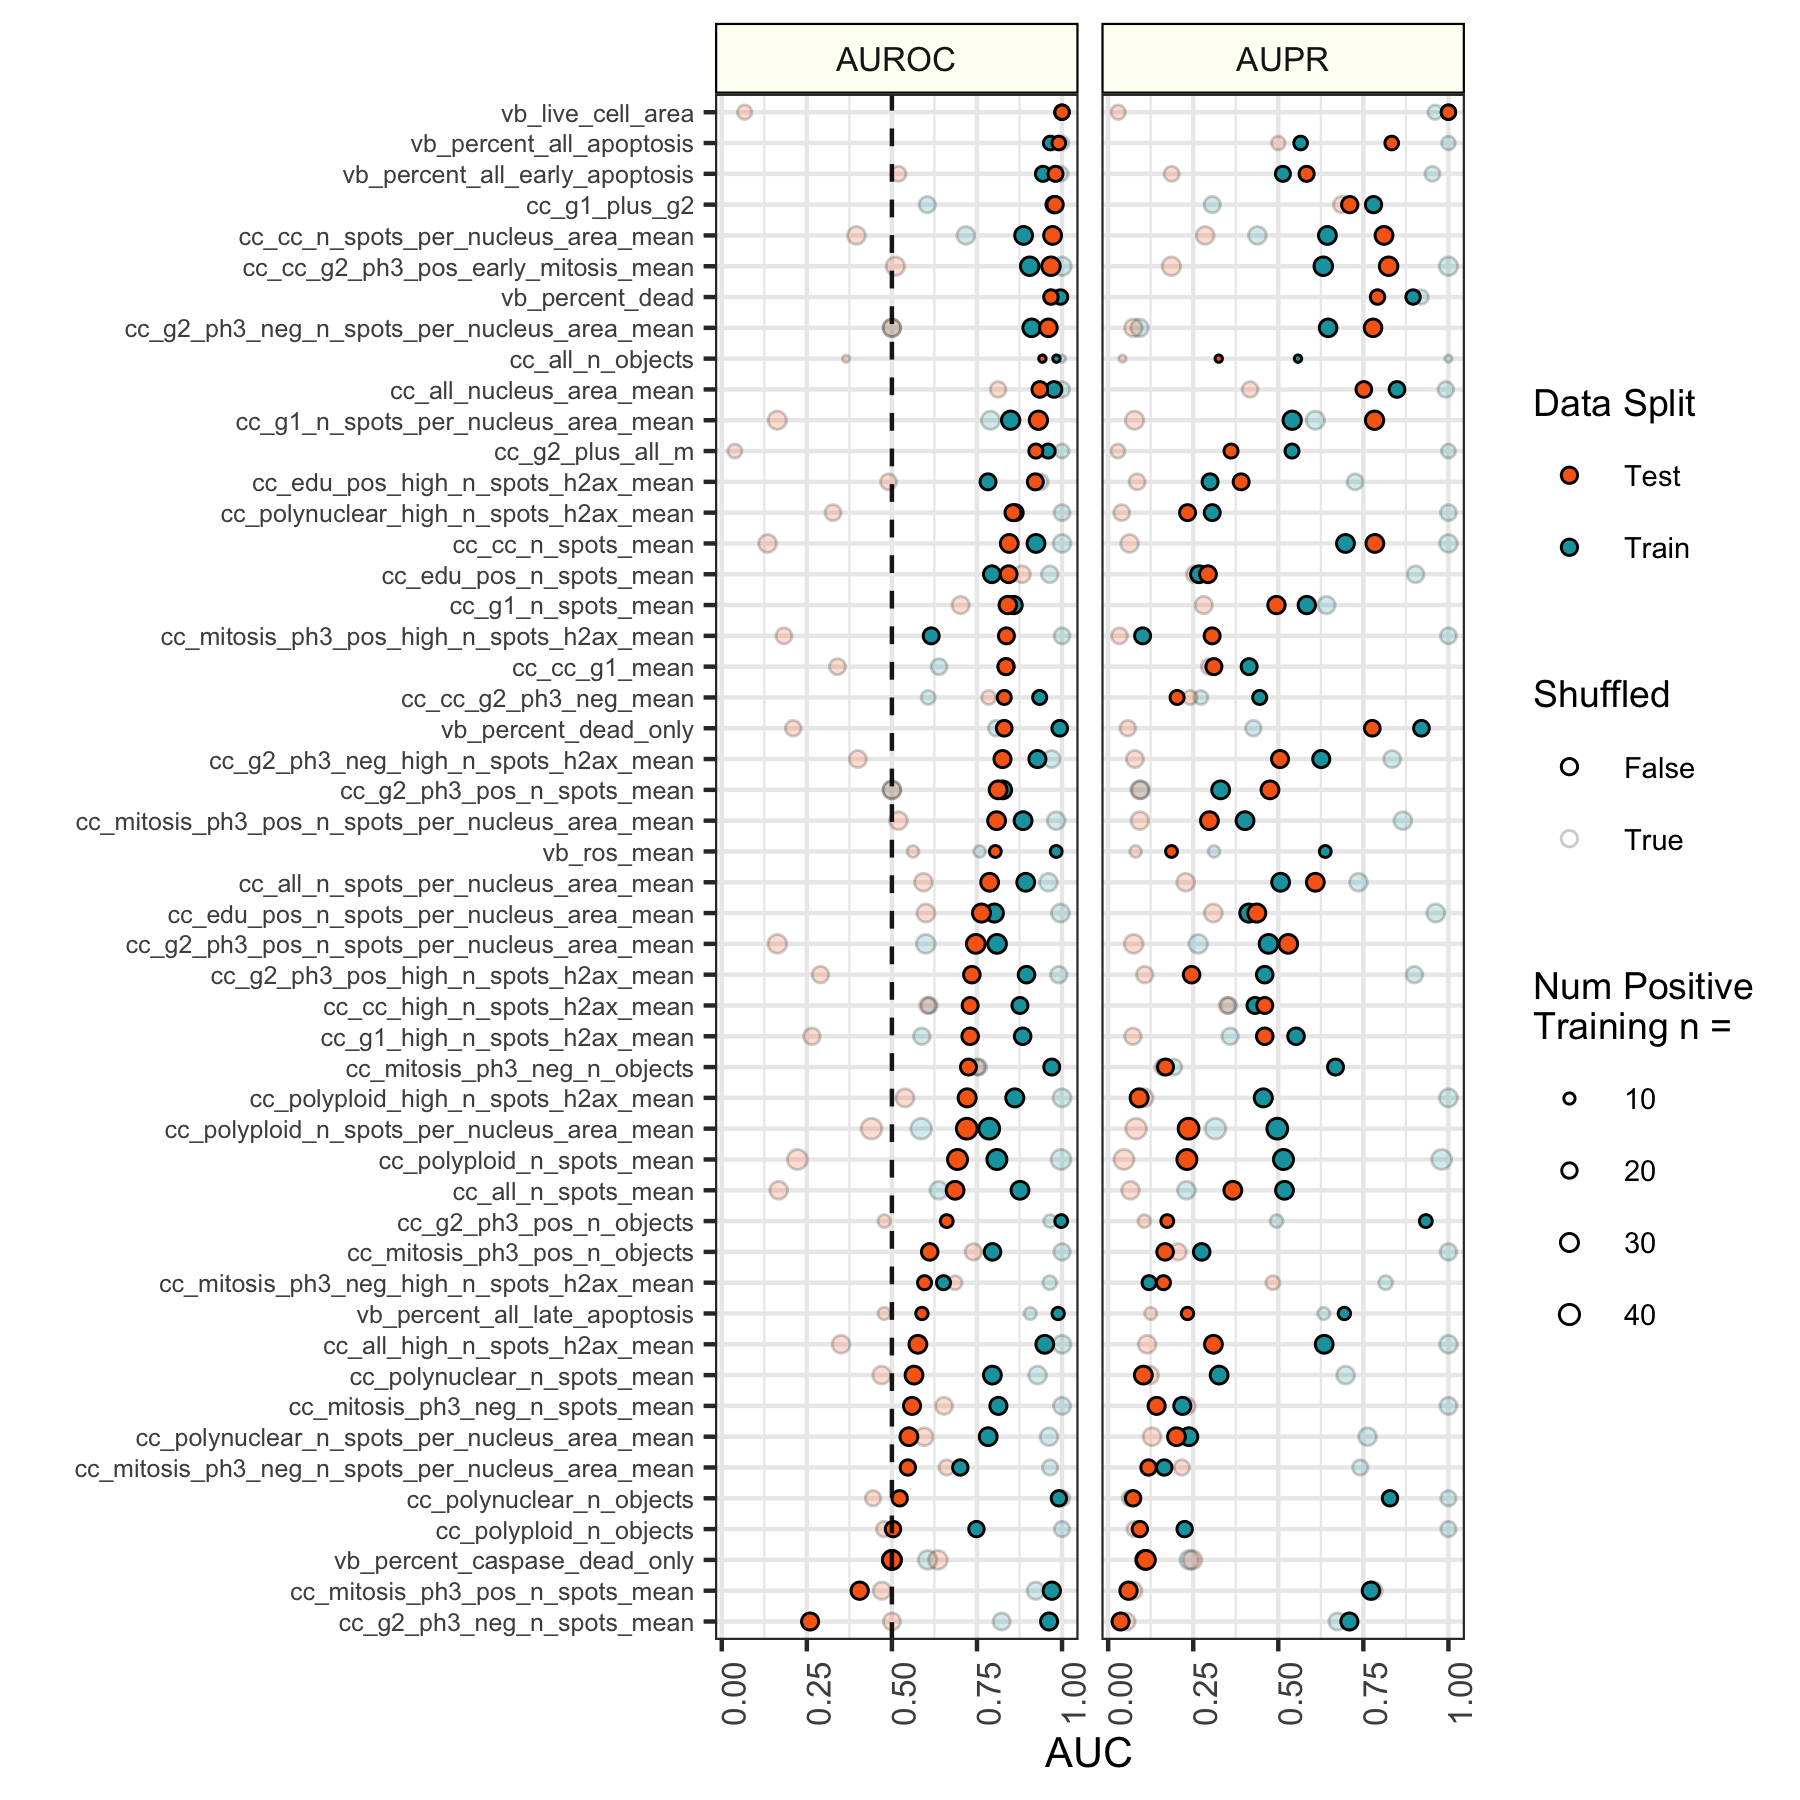 AUROC AUPR
vb_live_cell_area
vb_percent_all_apoptosis
vb_percent_all_early_apoptosis
cc_g1_plus_g2
cc_cc_n_spots_per_nucleus_area_mean
cc_cc_g2_ph3_pos_early_mitosis_mean
vb_percent_dead
cc_g2_ph3_neg_n_spots_per_nucleus_area_mean
cc_all_n_objects
cc_all_nucleus_area_mean
cc_g1_n_spots_per_nucleus_area_mean
cc_g2_plus_all_m
cc_edu_pos_high_n_spots_h2ax_mean
cc_polynuclear_high_n_spots_h2ax_mean
cc_cc_n_spots_mean
cc_edu_pos_n_spots_mean
cc_g1_n_spots_mean
cc_mitosis_ph3_pos_high_n_spots_h2ax_mean
cc_cc_g1_mean
cc_cc_g2_ph3_neg_mean
vb_percent_dead_only
cc_g2_ph3_neg_high_n_spots_h2ax_mean
cc_g2_ph3_pos_n_spots_mean
cc_mitosis_ph3_pos_n_spots_per_nucleus_area_mean
vb_ros_mean
cc_all_n_spots_per_nucleus_area_mean
cc_edu_pos_n_spots_per_nucleus_area_mean
cc_g2_ph3_pos_n_spots_per_nucleus_area_mean
cc_g2_ph3_pos_high_n_spots_h2ax_mean
cc_cc_high_n_spots_h2ax_mean
cc_g1_high_n_spots_h2ax_mean
cc_mitosis_ph3_neg_n_objects
cc_polyploid_high_n_spots_h2ax_mean
cc_polyploid_n_spots_per_nucleus_area_mean
cc_polyploid_n_spots_mean
cc_all_n_spots_mean
cc_g2_ph3_pos_n_objects
cc_mitosis_ph3_pos_n_objects
cc_mitosis_ph3_neg_high_n_spots_h2ax_mean
vb_percent_all_late_apoptosis
cc_all_high_n_spots_h2ax_mean
cc_polynuclear_n_spots_mean
cc_mitosis_ph3_neg_n_spots_mean
cc_polynuclear_n_spots_per_nucleus_area_mean
cc_mitosis_ph3_neg_n_spots_per_nucleus_area_mean
cc_polynuclear_n_objects
cc_polyploid_n_objects
vb_percent_caspase_dead_only
cc_mitosis_ph3_pos_n_spots_mean
cc_g2_ph3_neg_n_spots_mean
0.00 0.25 0.50 0.75 1.00 0.00 0.25 0.50 0.75 1.00
AUC
Data Split
Test
Train
Shuffled
False
True
Num Positive
Training n =
10
20
30
40